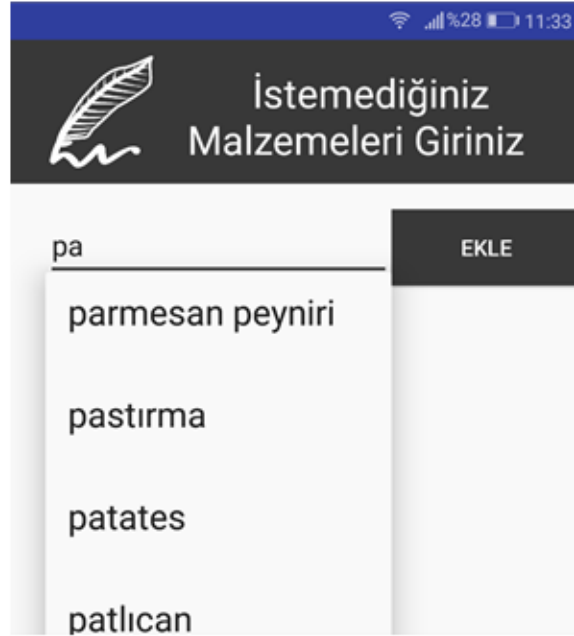 %28 11:33
İstemediğiniz
Malzemeleri Giriniz
pa
EKLE
parmesan peyniri
pastırma
patates
patlıcan